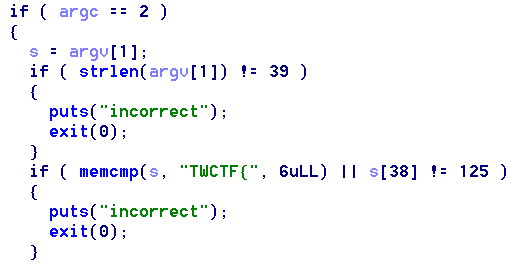 if ( argc == 2 )
{
s = argv[1];
if ( strlen(argv[1]) != 39 )
{
puts("incorrect");
exit(0);
}
if ( memcmp(s, "TWCTF{", 6uLL) || s[38] != 125 )
{
puts("incorrect");
exit(0);
}